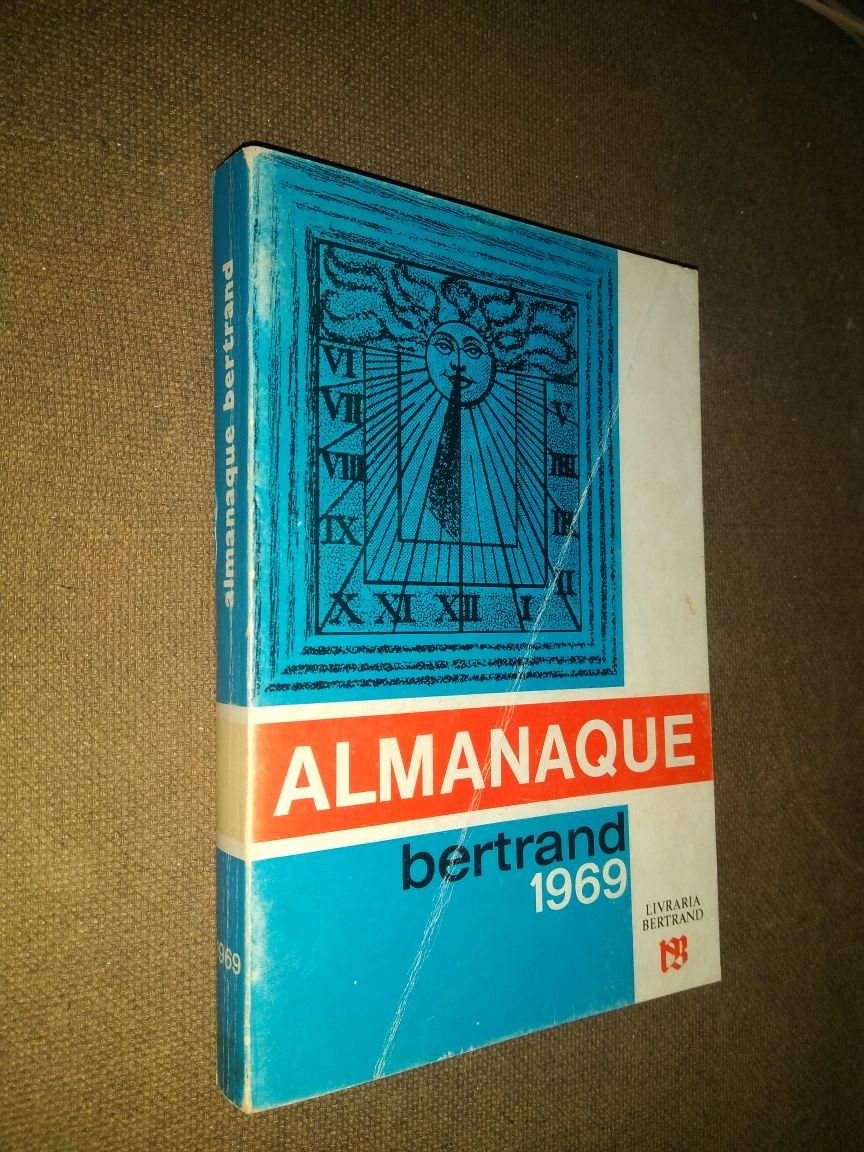 almanaque bertrand
1969
VI
VII
VIII
IX
X XI XII I
II
III
IIII
V
ALMANAQUE
bertrand
1969
LIVRARIA
BERTRAND